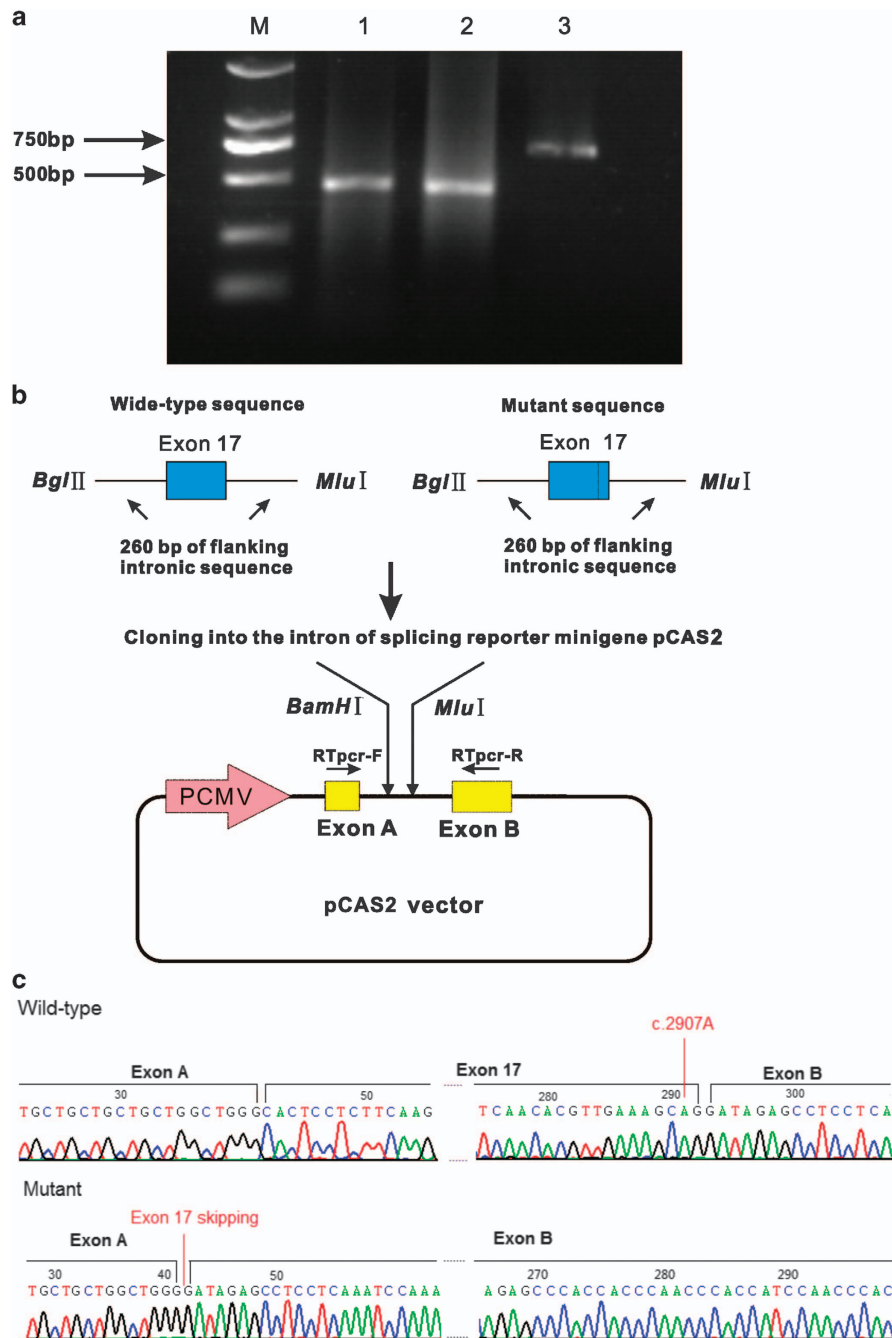 a
M 1 2 3
750bp
500bp
b
Wide-type sequence
Mutant sequence
Exon 17
Exon 17
BglII
MluI
BglII
MluI
260 bp of flanking
intronic sequence
260 bp of flanking
intronic sequence
Cloning into the intron of splicing reporter minigene pCAS2
BamHI
MluI
RTpcr-F
RTpcr-R
PCMV
Exon A
Exon B
pCAS2 vector
c
Wild-type
c.2907A
Exon A
Exon 17
Exon B
30 50 280 290 300
TGCTGCTGCTGCTGGCTGGGCACTCCCTCTTCAAG
TCAACACGTTGAAAGCAGGATAGAGCCTCCTCA
Mutant
Exon 17 skipping
Exon A
Exon B
30 40 50 270 280 290
TGCTGCTGGCTGGGGATAGAGCCTCCTCAAATCCAAA
AGAGCCCACCACCCAACCCACCATCCAACCCAC